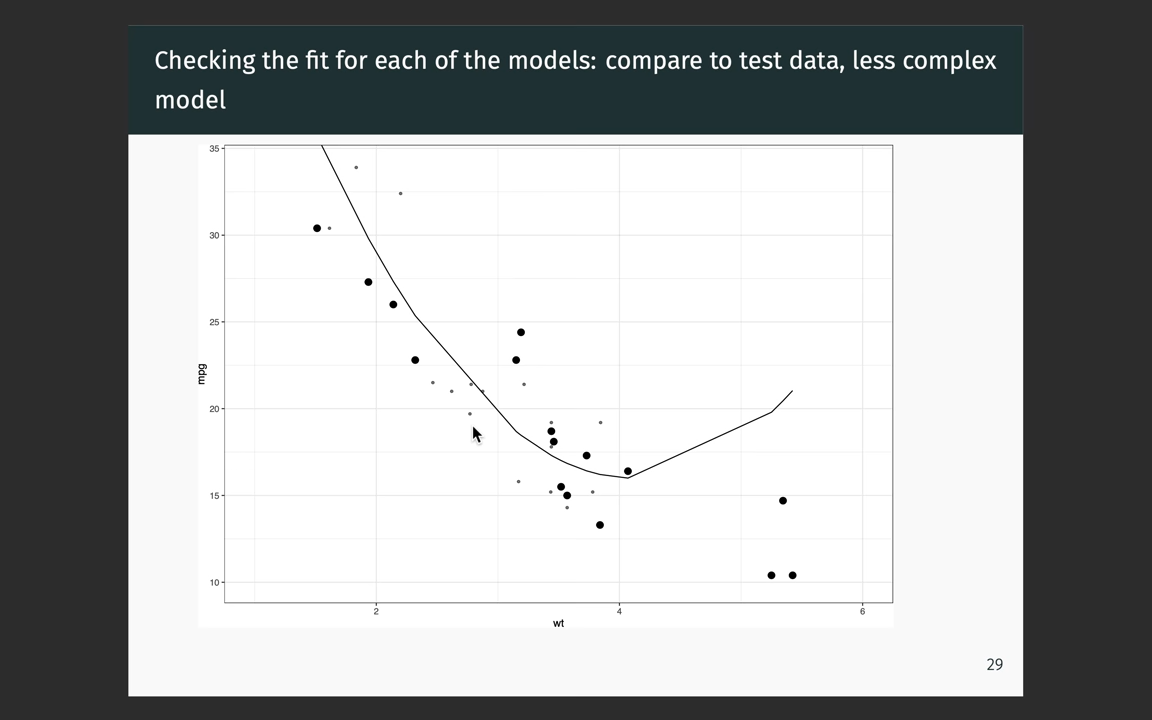 Checking the fit for each of the models: compare to test data, less complex
model
35
30
25
20
15
10
mpg
2
4
6
wt
29